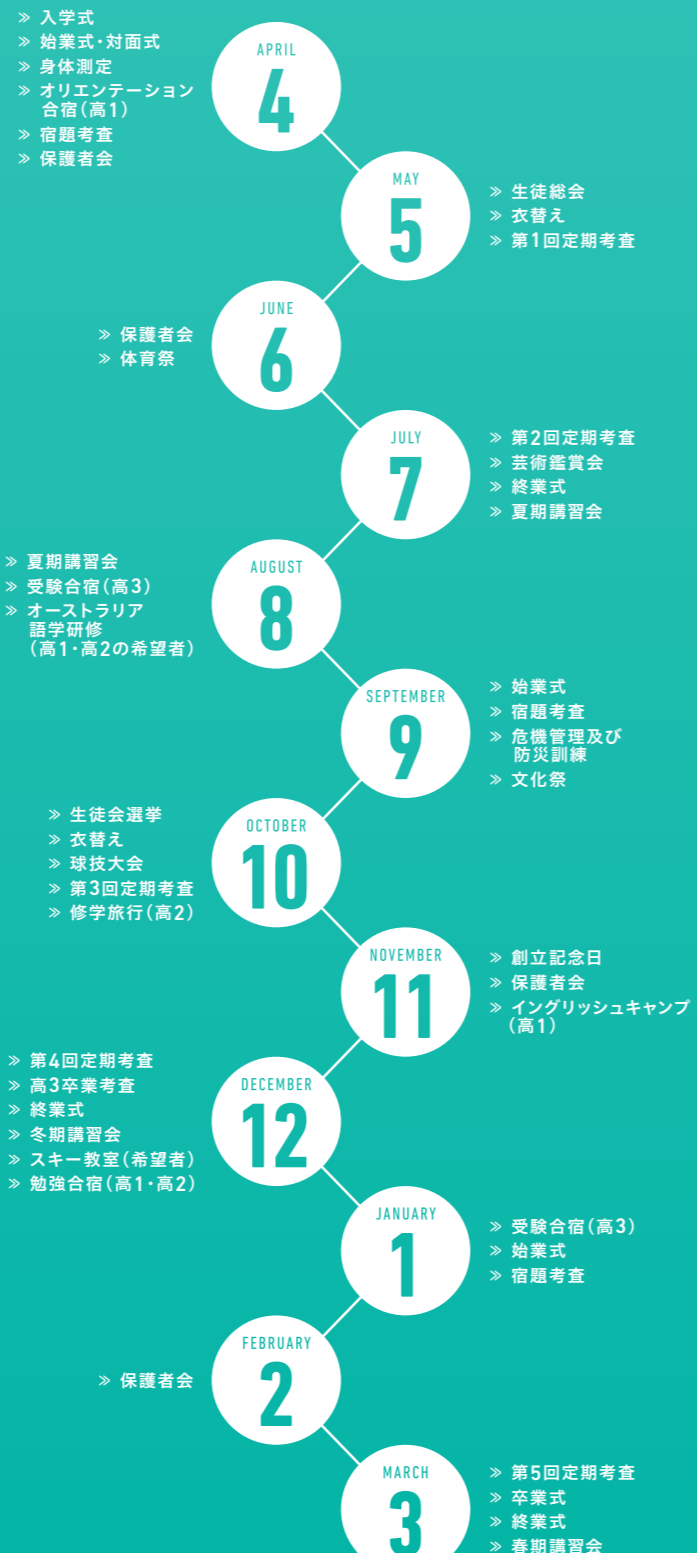 ≫ 入学式
≫ 始業式・対面式
≫ 身体測定
≫ オリエンテーション
合宿（高1）
≫ 宿題考査
≫ 保護者会
APRIL
4
MAY
5
≫ 生徒総会
≫ 衣替え
≫ 第1回定期考査
≫ 保護者会
≫ 体育祭
JUNE
6
JULY
7
≫ 第2回定期考査
≫ 芸術鑑賞会
≫ 終業式
≫ 夏期講習会
≫ 夏期講習会
≫ 受験合宿（高3）
≫ オーストラリア
語学研修
（高1・高2の希望者）
AUGUST
8
SEPTEMBER
9
≫ 始業式
≫ 宿題考査
≫ 危機管理及び
防災訓練
≫ 文化祭
≫ 生徒会選挙
≫ 衣替え
≫ 球技大会
≫ 第3回定期考査
≫ 修学旅行（高2）
OCTOBER
10
NOVEMBER
11
≫ 創立記念日
≫ 保護者会
≫ イングリッシュキャンプ
（高1）
≫ 第4回定期考査
≫ 高3卒業考査
≫ 終業式
≫ 冬期講習会
≫ スキー教室（希望者）
≫ 勉強合宿（高1・高2）
DECEMBER
12
JANUARY
1
≫ 受験合宿（高3）
≫ 始業式
≫ 宿題考査
≫ 保護者会
FEBRUARY
2
MARCH
3
≫ 第5回定期考査
≫ 卒業式
≫ 終業式
≫ 春期講習会